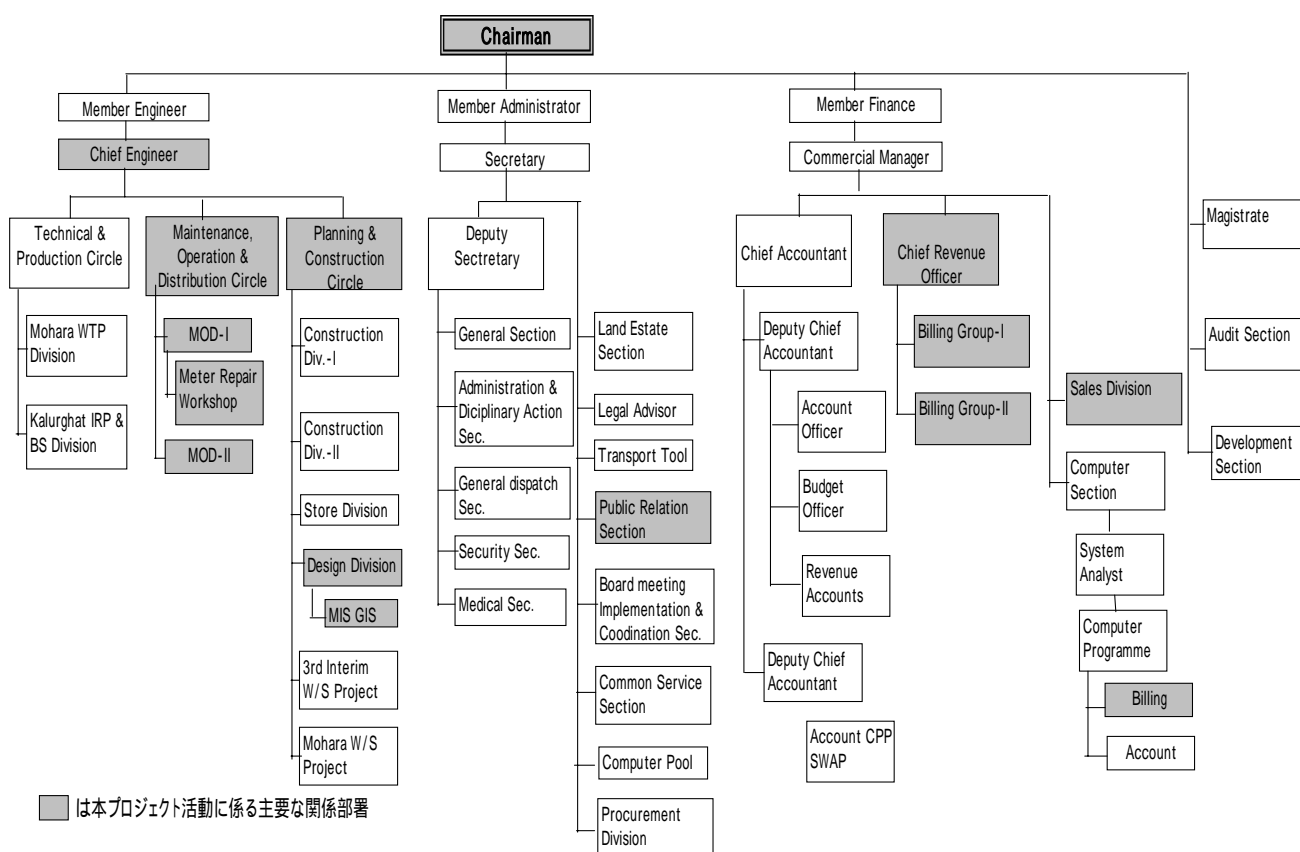 Chairman
Member Engineer
Chief Engineer
Technical &
Production Circle
Mohara WTP
Division
Kalurghat IRP &
BS Division
Maintenance,
Operation &
Distribution Circle
MOD-I
Meter Repair
Workshop
MOD-II
Planning &
Construction
Circle
Construction
Div.-I
Construction
Div.-II
Store Division
Design Division
MIS GIS
3rd Interim
W/S Project
Mohara W/S
Project
Member Administrator
Secretary
Deputy
Sectretary
General Section
Administration &
Diciplinary Action
Sec.
General dispatch
Sec.
Security Sec.
Medical Sec.
Land Estate
Section
Legal Advisor
Transport Tool
Public Relation
Section
Board meeting
Implementation &
Coodination Sec.
Common Service
Section
Computer Pool
Procurement
Division
Member Finance
Commercial Manager
Chief Accountant
Deputy Chief
Accountant
Account
Officer
Budget
Officer
Revenue
Accounts
Deputy Chief
Accountant
Account CPP
SWAP
Chief Revenue
Officer
Billing Group-I
Billing Group-II
Sales Division
Computer
Section
System
Analyst
Computer
Programme
Billing
Account
Magistrate
Audit Section
Development
Section
は本プロジェクト活動に係る主要な関係部署